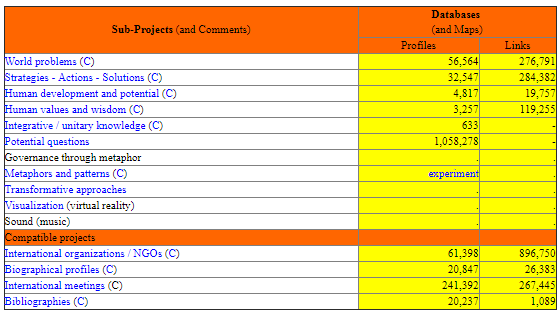 Sub-Projects (and Comments) Databases
(and Maps)
Profiles Links
World problems (C) 56,564 276,791
Strategies - Actions - Solutions (C) 32,547 284,382
Human development and potential (C) 4,817 19,757
Human values and wisdom (C) 3,257 119,255
Integrative / unitary knowledge (C) 633 -
Potential questions 1,058,278 -
Governance through metaphor . .
Metaphors and patterns (C) experiment .
Transformative approaches . .
Visualization (virtual reality) . .
Sound (music) . .
Compatible projects
International organizations / NGOs (C) 61,398 896,750
Biographical profiles (C) 20,847 26,383
International meetings (C) 241,392 267,445
Bibliographies (C) 20,237 1,089